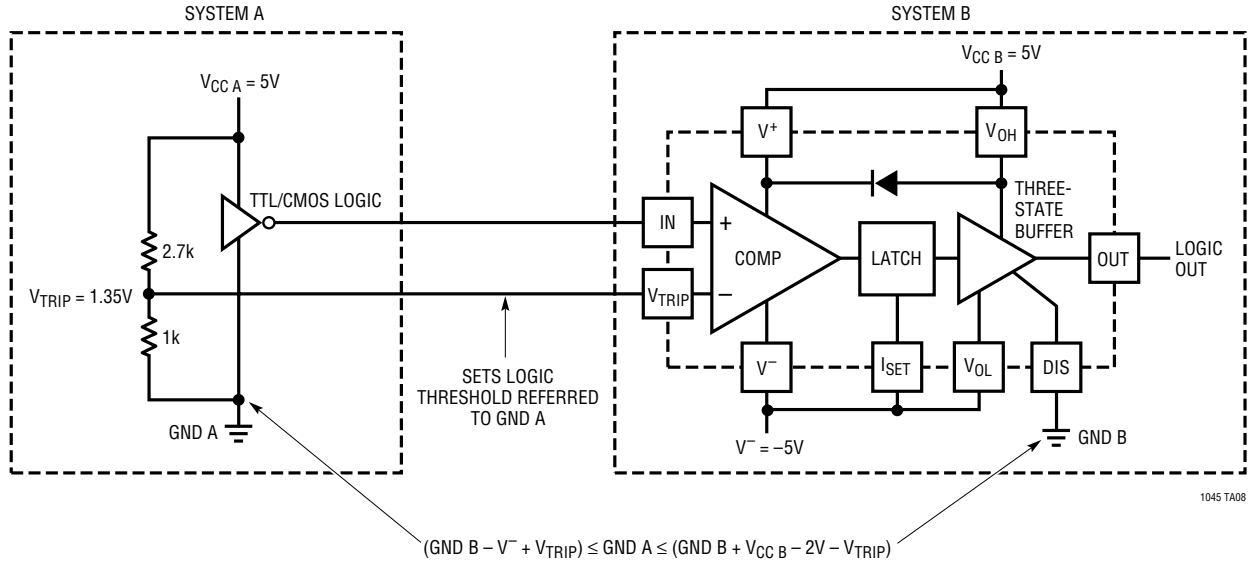 SYSTEM A
V_CC A = 5V
TTL/CMOS LOGIC
2.7k
V_TRIP = 1.35V
1k
GND A
SYSTEM B
V_CC B = 5V
V⁺
V_OH
THREE-
STATE
BUFFER
IN
+
COMP
LATCH
OUT
LOGIC
OUT
V_TRIP
–
V⁻
I_SET
V_OL
DIS
SETS LOGIC
THRESHOLD REFERRED
TO GND A
V⁻ = –5V
GND B
1045 TA08
(GND B – V⁻ + V_TRIP) ≤ GND A ≤ (GND B + V_CC B – 2V – V_TRIP)